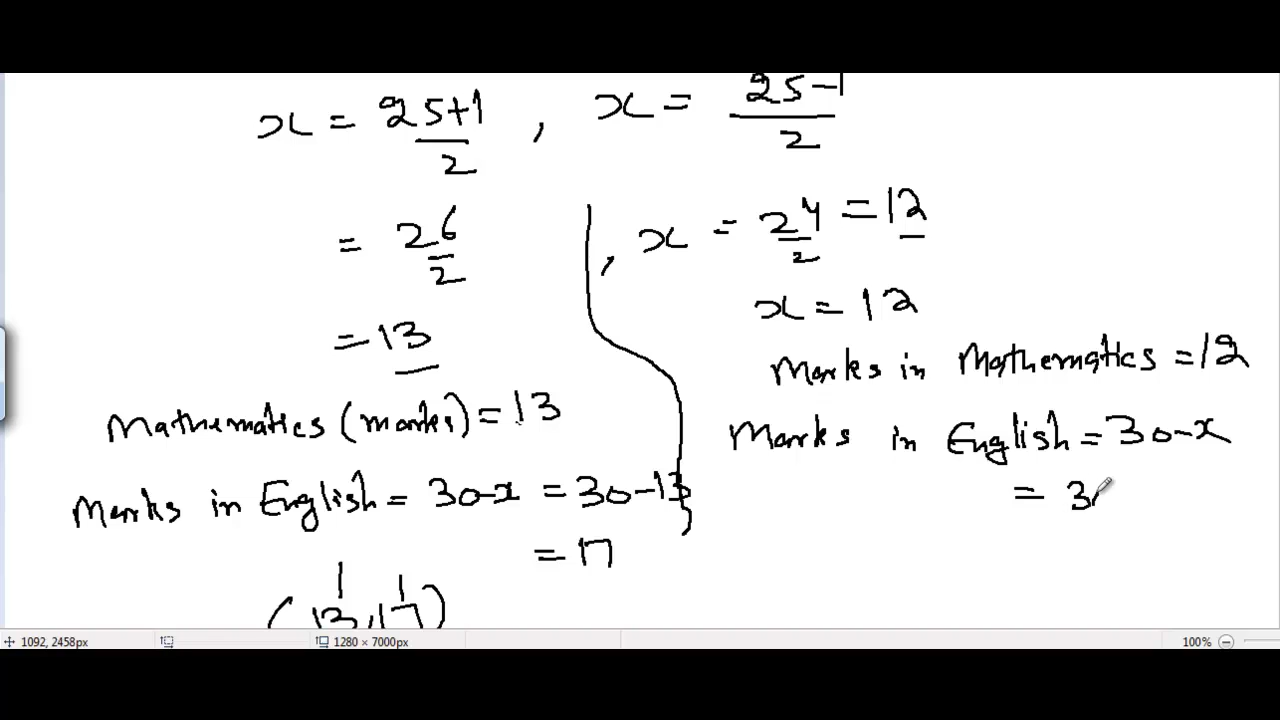 x = 25+1/2 , x = 25-1/2
= 26/2 , x = 24/2 = 12
= 13
x = 12
Mathematics (marks) = 13
Marks in Mathematics = 12
Marks in English = 30-x = 30-13
= 17
Marks in English = 30-x
= 3
(13,17)
1092, 2458px 1280 × 7000px 100%